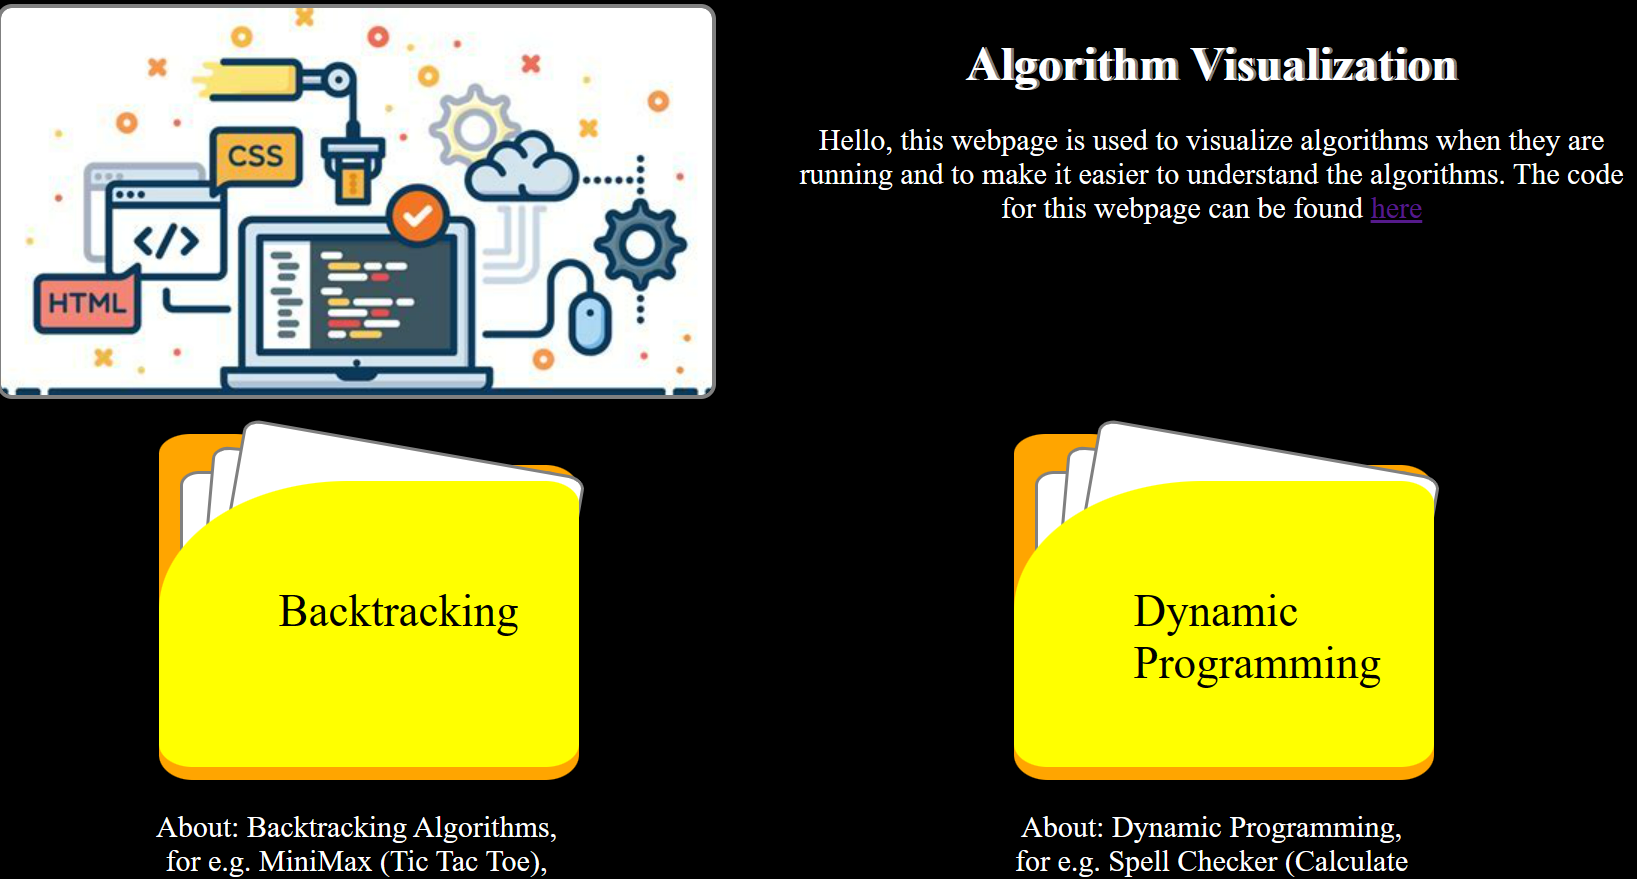 CSS
</>
HTML
Algorithm Visualization
Hello, this webpage is used to visualize algorithms when they are
running and to make it easier to understand the algorithms. The code
for this webpage can be found here
Backtracking
About: Backtracking Algorithms,
for e.g. MiniMax (Tic Tac Toe),
Dynamic
Programming
About: Dynamic Programming,
for e.g. Spell Checker (Calculate